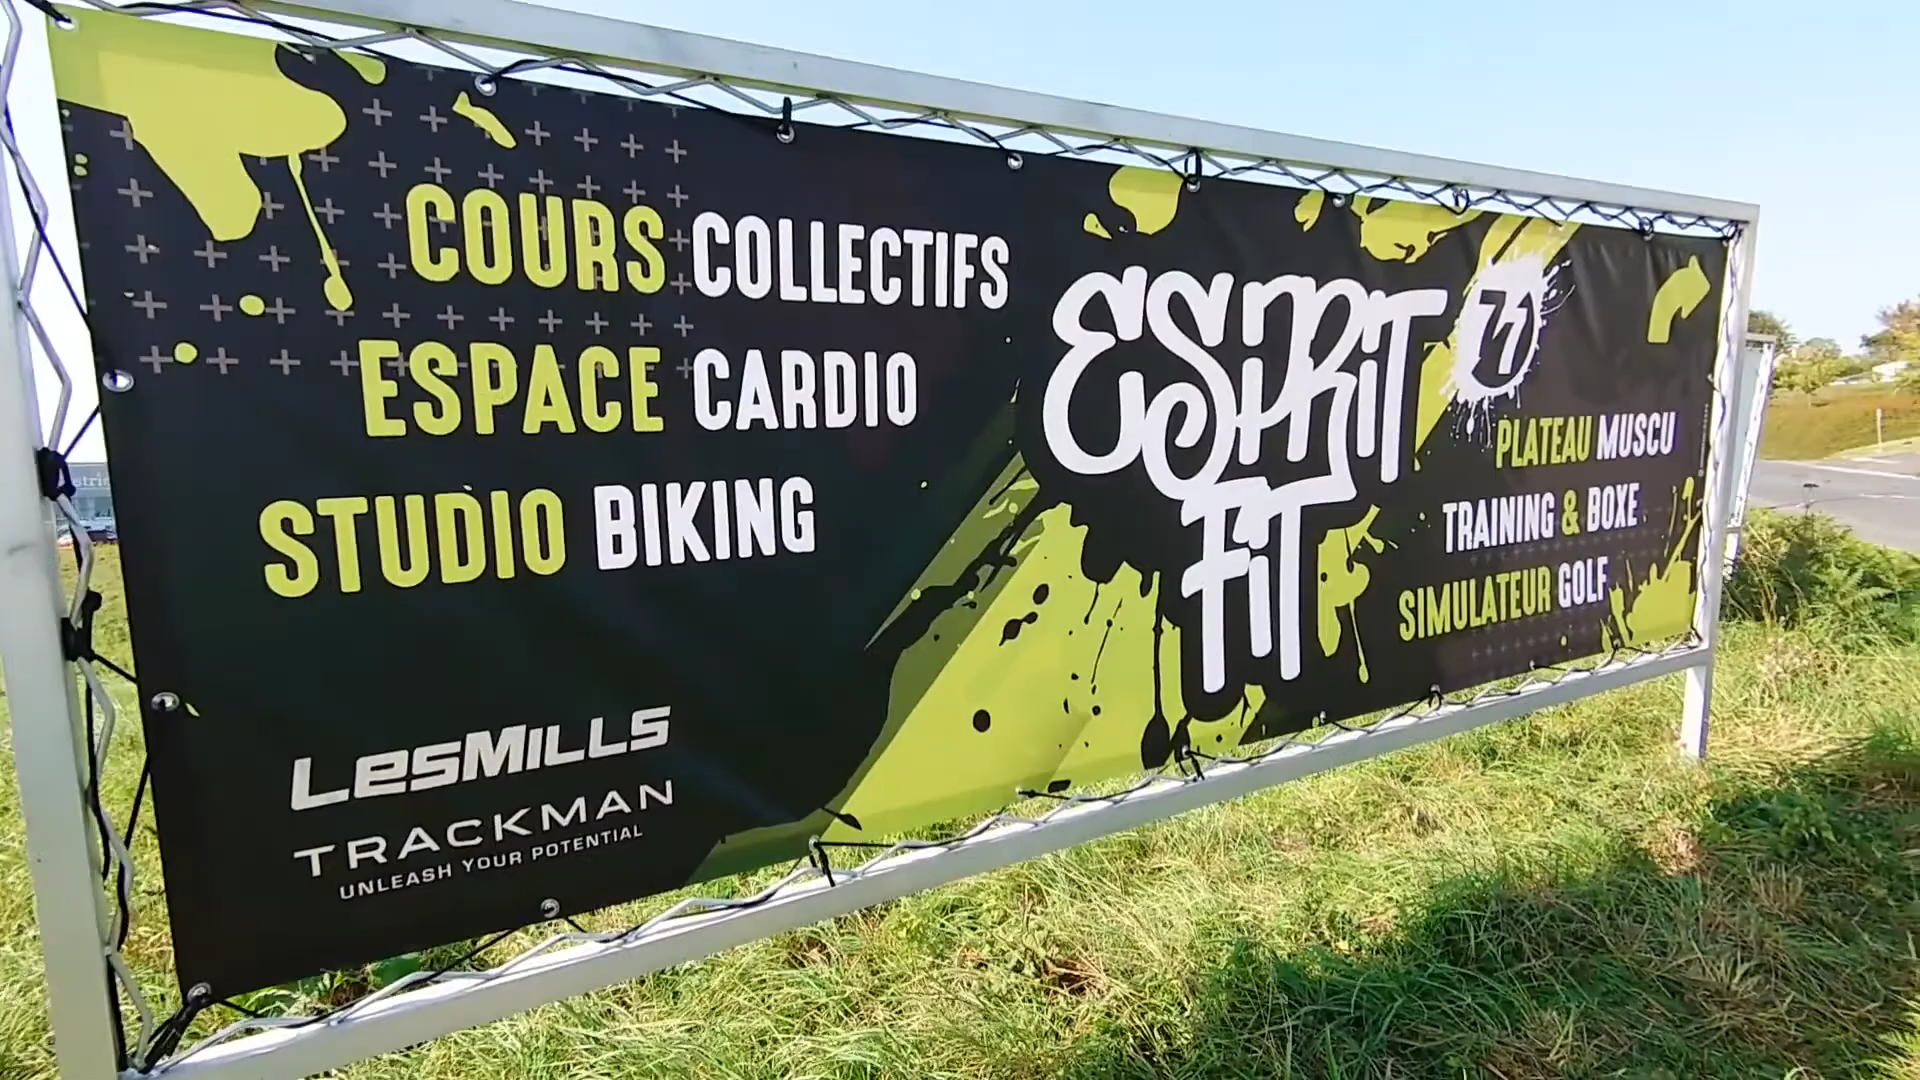 COURS COLLECTIFS
ESPACE CARDIO
STUDIO BIKING
LESMILLS
TRACKMAN
UNLEASH YOUR POTENTIAL
ESPRIT
FIT
PLATEAU MUSCU
TRAINING & BOXE
SIMULATEUR GOLF